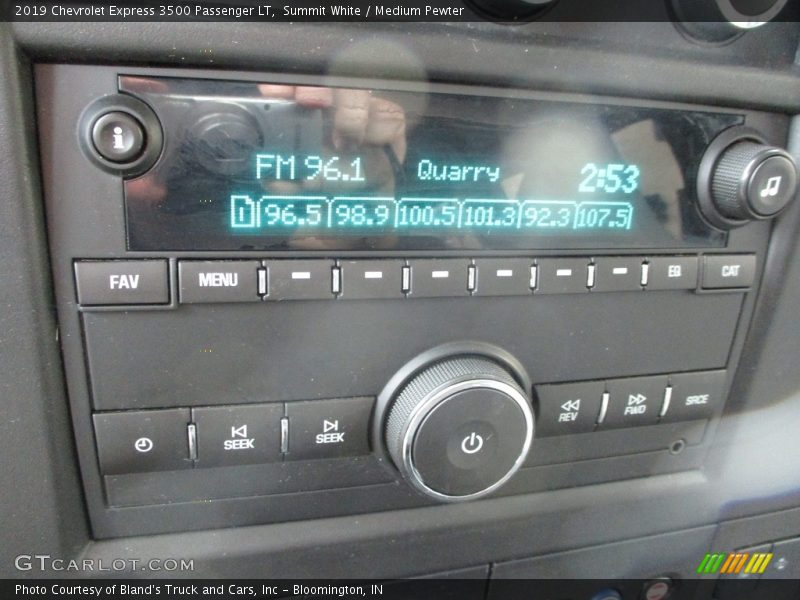 2019 Chevrolet Express 3500 Passenger LT, Summit White / Medium Pewter
i
FM 96.1 Quarry 2:53
1 96.5 98.9 100.5 101.3 92.3 107.5
FAV MENU EQ CAT
SEEK SEEK REV FWD SRCE
GTCARLOT.COM
Photo Courtesy of Bland's Truck and Cars, Inc - Bloomington, IN